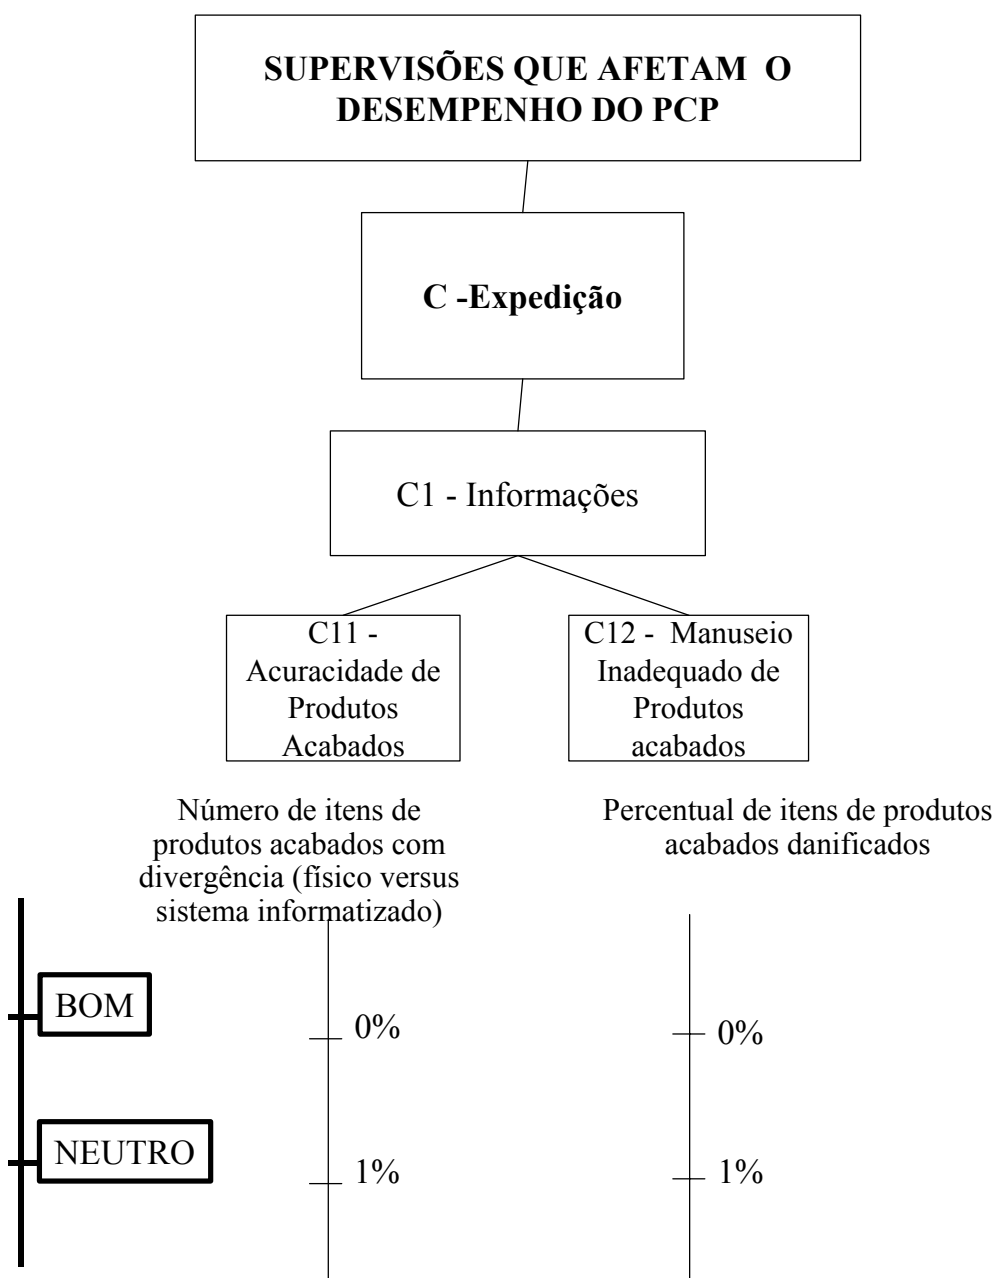 SUPERVISÕES QUE AFETAM O
DESEMPENHO DO PCP
C -Expedição
C1 - Informações
C11 -
Acuracidade de
Produtos
Acabados
C12 - Manuseio
Inadequado de
Produtos
acabados
Número de itens de
produtos acabados com
divergência (físico versus
sistema informatizado)
Percentual de itens de produtos
acabados danificados
BOM
0%
0%
NEUTRO
1%
1%